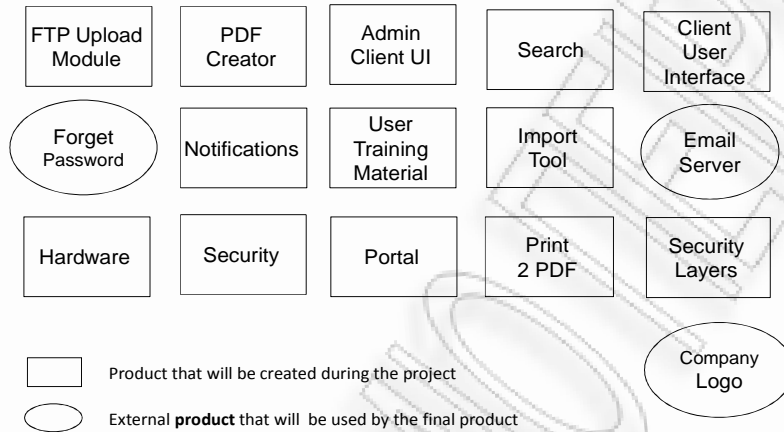 FTP Upload
Module
PDF
Creator
Admin
Client UI
Search
Client
User
Interface
Forget
Password
Notifications
User
Training
Material
Import
Tool
Email
Server
Hardware
Security
Portal
Print
2 PDF
Security
Layers
Company
Logo
Product that will be created during the project
External product that will be used by the final product